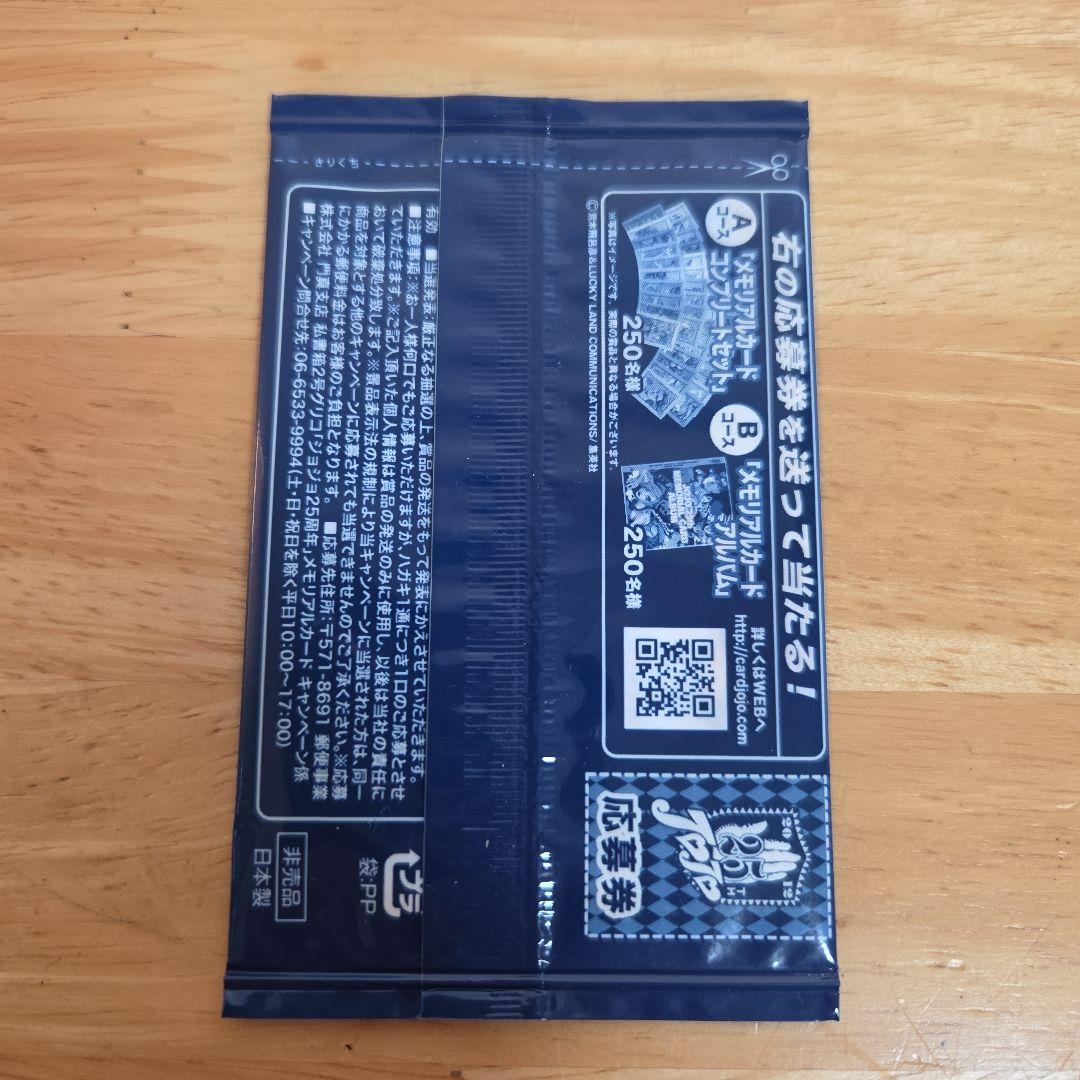 右の応募券を送って当たる!
Aコース
「メモリアルカード
コンプリートセット」
250名様
Bコース
「メモリアルカード
アルバム」
250名様
詳しくはWEBへ
http://cardjojo.com
※写真はイメージです。実際の賞品と異なる場合がございます。
©荒木飛呂彦&LUCKY LAND COMMUNICATIONS/集英社
2012
25TH
JOJO
応募券
キリトリ
有効 ■当選発表:厳正なる抽選の上、賞品の発送をもって発表にかえさせていただきます。
■注意事項:※お一人様何口でもご応募いただけますが、ハガキ1通につき1口のご応募とさせ
ていただきます。※ご記入頂いた個人情報は賞品の発送のみに使用し、以後は当社の責任に
おいて破棄処分致します。※景品表示法の規制により当キャンペーンに当選された方は、同一
商品を対象とする他のキャンペーンに応募されても当選できませんのでご了承ください。※応募
にかかる郵便料金はお客様のご負担となります。 ■応募先住所:〒571-8691 郵便事業
株式会社 門真支店 私書箱2号グリコ「ジョジョ25周年」メモリアルカード キャンペーン係
■キャンペーン問合せ先:06-6533-9994(土・日・祝日を除く平日10:00〜17:00)
プラ
袋:PP
非売品
日本製